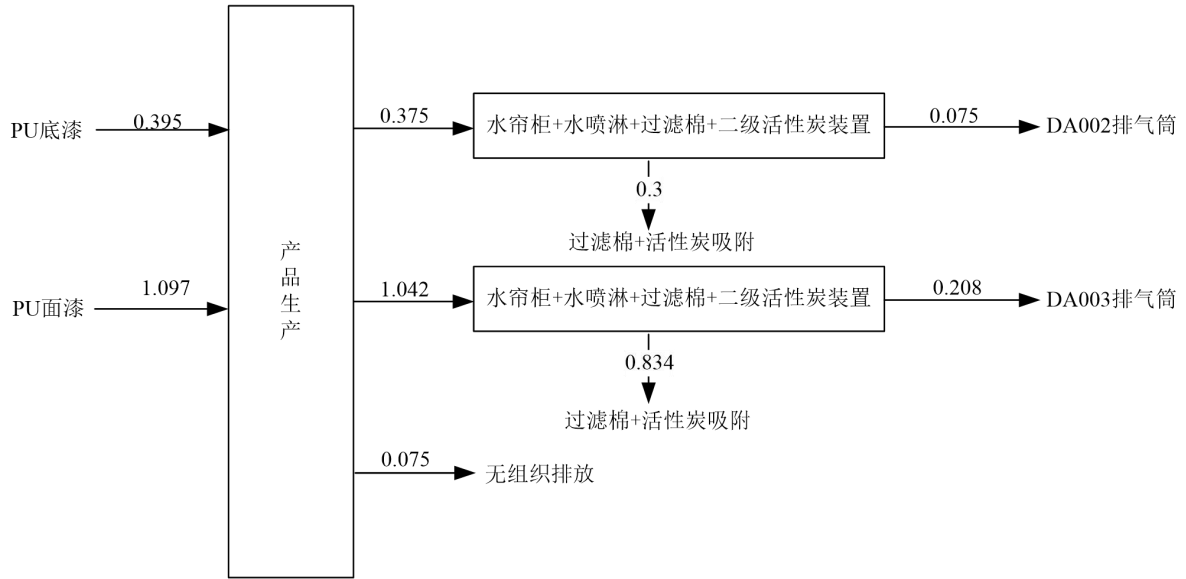 PU底漆
0.395
0.375
水帘柜+水喷淋+过滤棉+二级活性炭装置
0.075
DA002排气筒
0.3
过滤棉+活性炭吸附
产
品
生
产
PU面漆
1.097
1.042
水帘柜+水喷淋+过滤棉+二级活性炭装置
0.208
DA003排气筒
0.834
过滤棉+活性炭吸附
0.075
无组织排放